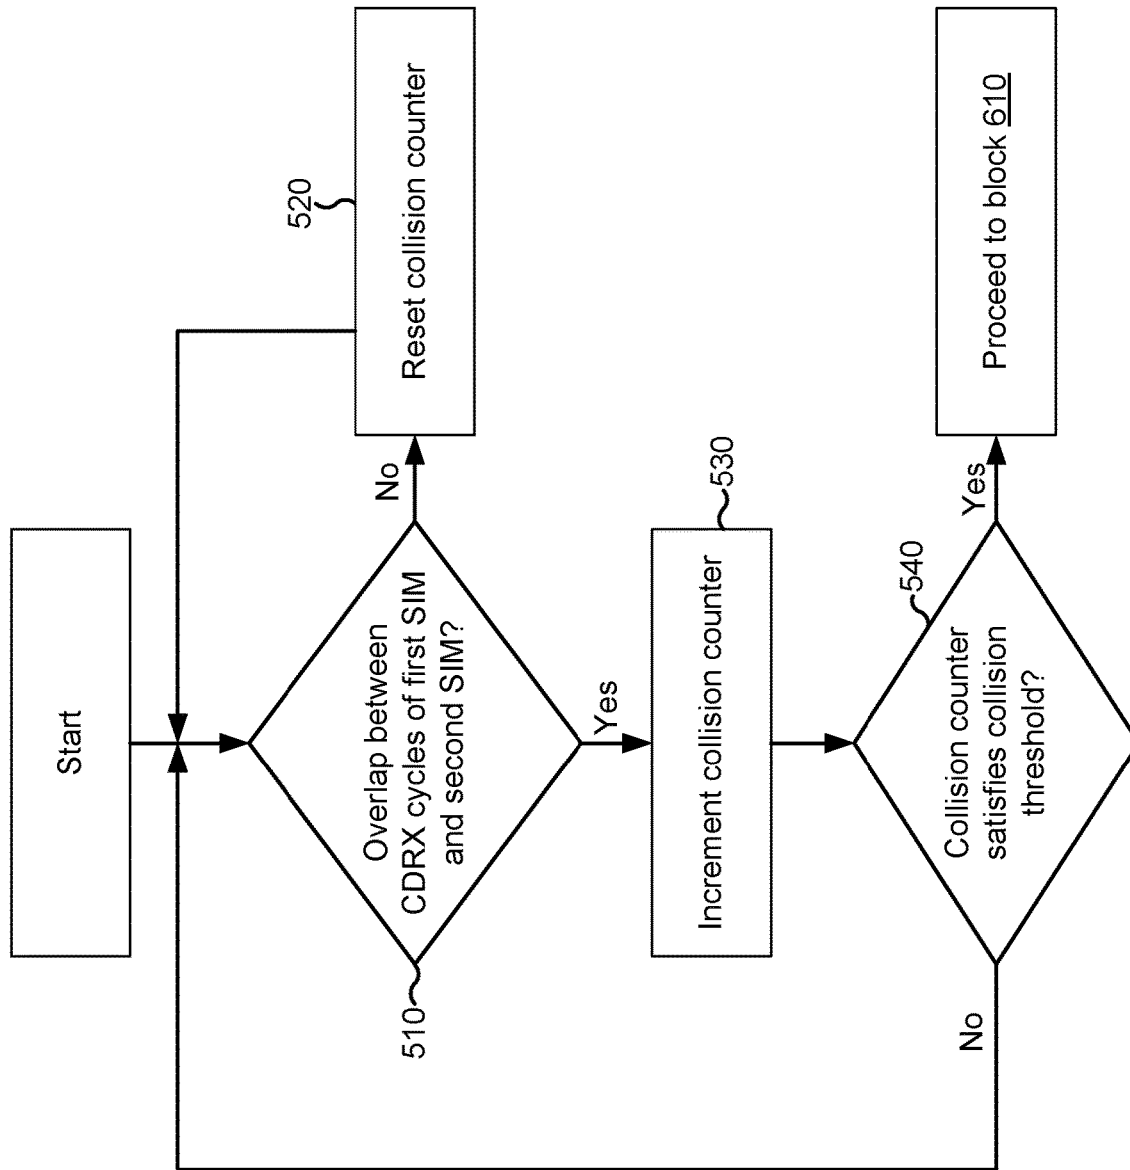 Start
Overlap between
CDRX cycles of first SIM
and second SIM?
510
No
520
Reset collision counter
Yes
Increment collision counter
530
Collision counter
satisfies collision
threshold?
540
No
Yes
Proceed to block 610